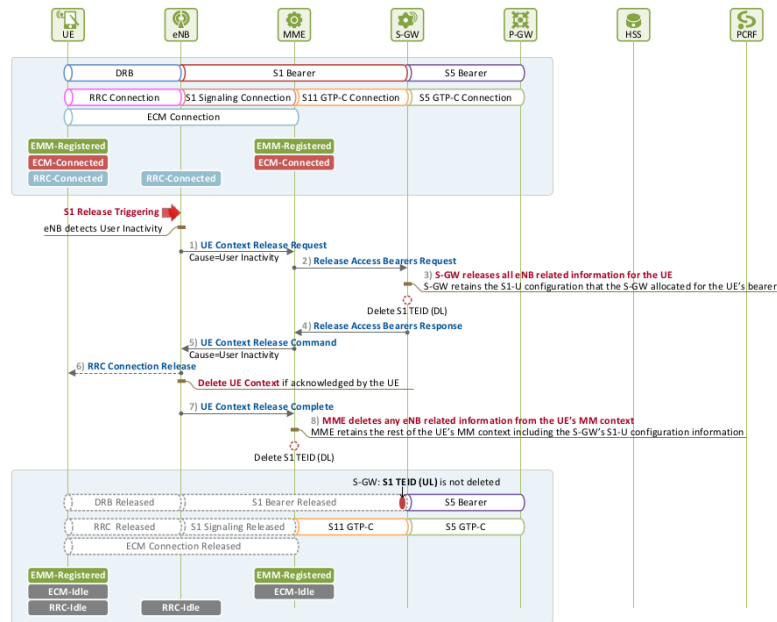 UE eNB MME S-GW P-GW HSS PCRF
DRB S1 Bearer S5 Bearer
RRC Connection S1 Signaling Connection S11 GTP-C Connection S5 GTP-C Connection
ECM Connection
EMM-Registered EMM-Registered
ECM-Connected ECM-Connected
RRC-Connected RRC-Connected
S1 Release Triggering
eNB detects User Inactivity
1) UE Context Release Request
Cause=User Inactivity
2) Release Access Bearers Request
3) S-GW releases all eNB related information for the UE
S-GW retains the S1-U configuration that the S-GW allocated for the UE's bearer
Delete S1 TEID (DL)
4) Release Access Bearers Response
5) UE Context Release Command
Cause=User Inactivity
6) RRC Connection Release
Delete UE Context if acknowledged by the UE
7) UE Context Release Complete
8) MME deletes any eNB related information from the UE's MM context
MME retains the rest of the UE's MM context including the S-GW's S1-U configuration information
Delete S1 TEID (DL)
S-GW: S1 TEID (UL) is not deleted
DRB Released S1 Bearer Released S5 Bearer
RRC Released S1 Signaling Released S11 GTP-C S5 GTP-C
ECM Connection Released
EMM-Registered EMM-Registered
ECM-Idle ECM-Idle
RRC-Idle RRC-Idle